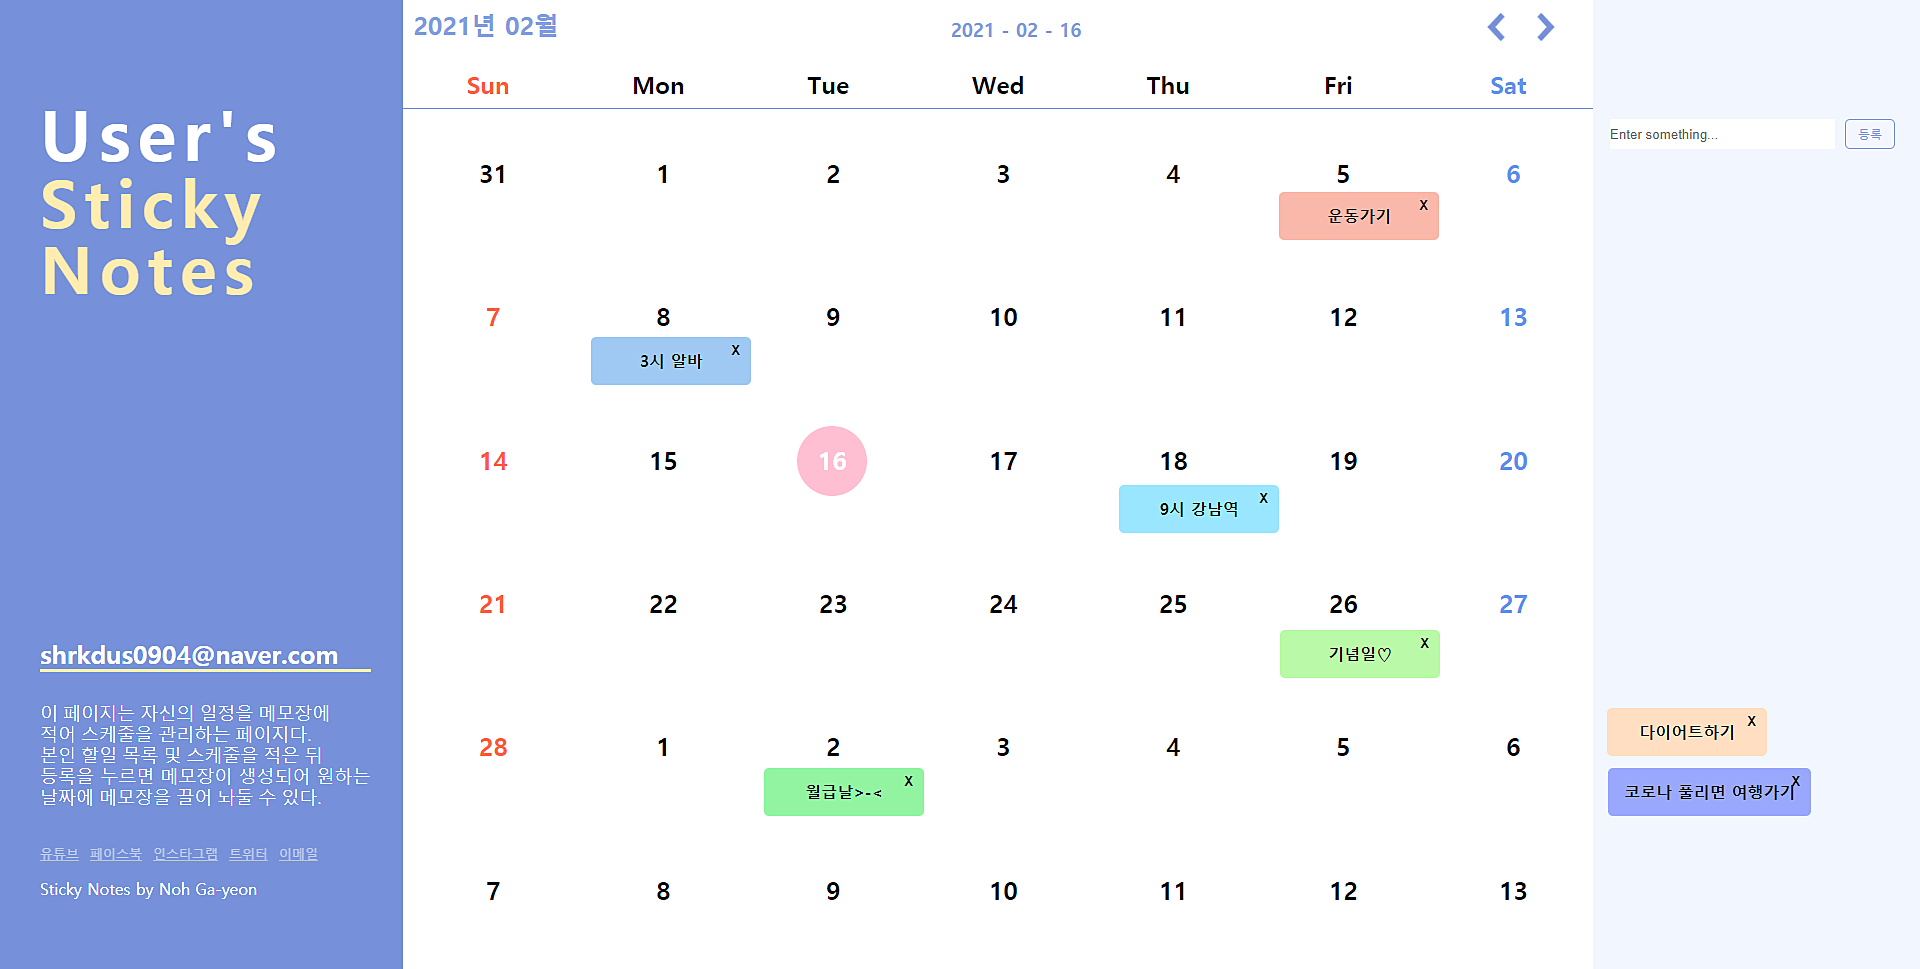 User's
Sticky
Notes
shrkdus0904@naver.com
이 페이지는 자신의 일정을 메모장에
적어 스케줄을 관리하는 페이지다.
본인 할일 목록 및 스케줄을 적은 뒤
등록을 누르면 메모장이 생성되어 원하는
날짜에 메모장을 끌어 놔둘 수 있다.
유튜브 페이스북 인스타그램 트위터 이메일
Sticky Notes by Noh Ga-yeon
2021년 02월
2021 - 02 - 16
Sun Mon Tue Wed Thu Fri Sat
31 1 2 3 4 5 6
운동가기 X
7 8 9 10 11 12 13
3시 알바 X
14 15 16 17 18 19 20
9시 강남역 X
21 22 23 24 25 26 27
기념일♡ X
28 1 2 3 4 5 6
월급날>-< X
7 8 9 10 11 12 13
Enter something...
등록
다이어트하기 X
코로나 풀리면 여행가기 X